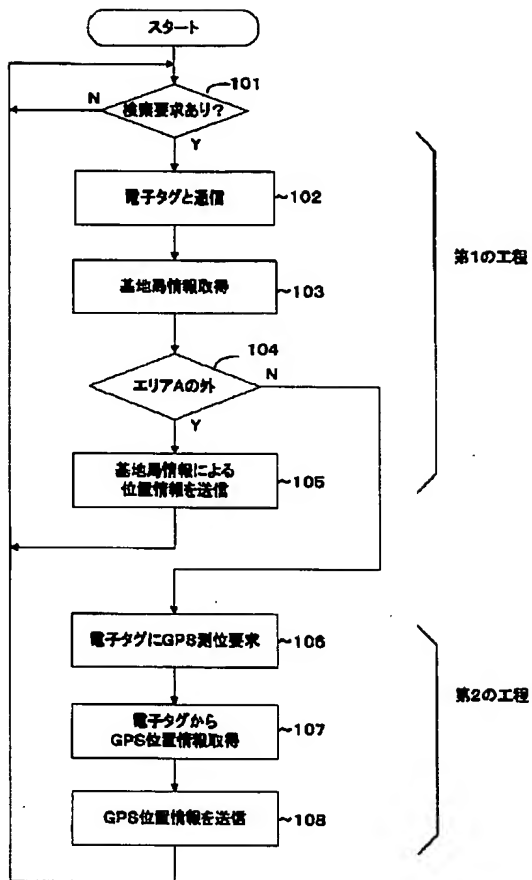 スタート
101
検索要求あり?
N
Y
電子タグと通信
~102
基地局情報取得
~103
第1の工程
104
エリアAの外
N
Y
基地局情報による
位置情報を送信
~105
電子タグにGPS測位要求
~106
電子タグから
GPS位置情報取得
~107
第2の工程
GPS位置情報を送信
~108